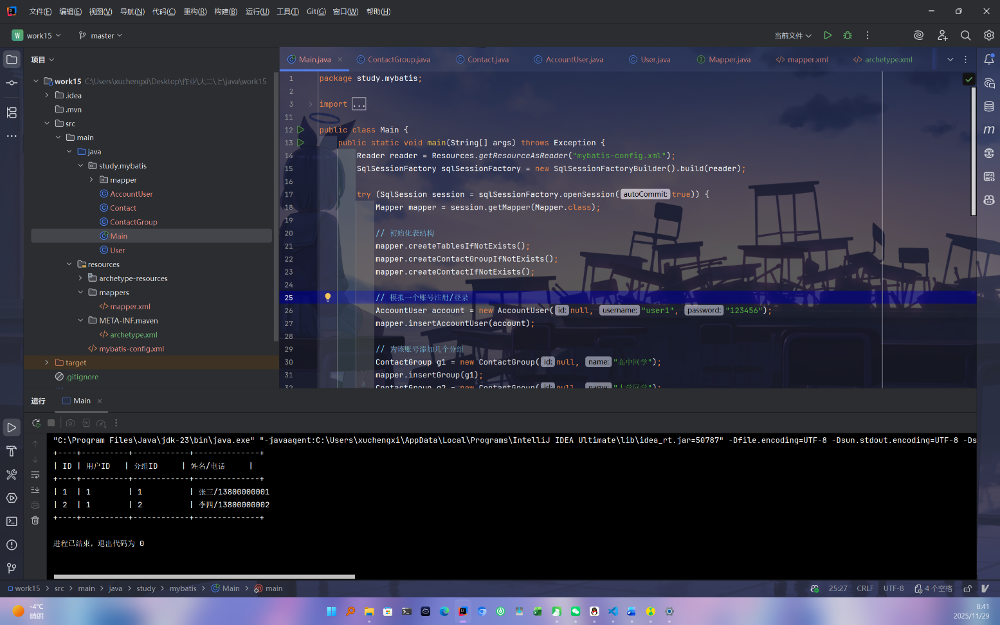 文件(F) 编辑(E) 视图(V) 导航(N) 代码(C) 重构(R) 构建(B) 运行(U) 工具(T) Git(G) 窗口(W) 帮助(H)
W work15 master 当前文件
项目
Main.java ContactGroup.java Contact.java AccountUser.java User.java Mapper.java mapper.xml archetype.xml
work15 C:\Users\xuchengxi\Desktop\作业\大二\上\java\work15
.idea
.mvn
src
main
java
study.mybatis
mapper
AccountUser
Contact
ContactGroup
Main
User
resources
archetype-resources
mappers
mapper.xml
META-INF.maven
archetype.xml
mybatis-config.xml
target
.gitignore
1 package study.mybatis;
2
3 import ...
11
12 public class Main {
13 public static void main(String[] args) throws Exception {
14 Reader reader = Resources.getResourceAsReader("mybatis-config.xml");
15 SqlSessionFactory sqlSessionFactory = new SqlSessionFactoryBuilder().build(reader);
16
17 try (SqlSession session = sqlSessionFactory.openSession( autoCommit: true)) {
18 Mapper mapper = session.getMapper(Mapper.class);
19
20 // 初始化表结构
21 mapper.createTablesIfNotExists();
22 mapper.createContactGroupIfNotExists();
23 mapper.createContactIfNotExists();
24
25 // 模拟一个账号注册/登录
26 AccountUser account = new AccountUser( id: null, username: "user1", password: "123456");
27 mapper.insertAccountUser(account);
28
29 // 为该账号添加几个分组
30 ContactGroup g1 = new ContactGroup( id: null, name: "高中同学");
31 mapper.insertGroup(g1);
32 ContactGroup g2 = new ContactGroup( id: null, name: "大学同学");
运行 Main
"C:\Program Files\Java\jdk-23\bin\java.exe" "-javaagent:C:\Users\xuchengxi\AppData\Local\Programs\IntelliJ IDEA Ultimate\lib\idea_rt.jar=50787" -Dfile.encoding=UTF-8 -Dsun.stdout.encoding=UTF-8 -Ds
+----+----------+------------+--------------+
| ID | 用户ID | 分组ID | 姓名/电话 |
+----+----------+------------+--------------+
| 1 | 1 | 1 | 张三/13800000001
| 2 | 1 | 2 | 李四/13800000002
+----+----------+------------+--------------+
进程已结束，退出代码为 0
work15 > src > main > java > study > mybatis > Main > main 25:27 CRLF UTF-8 4 个空格
-4°C
晴朗
8:41
2025/11/29